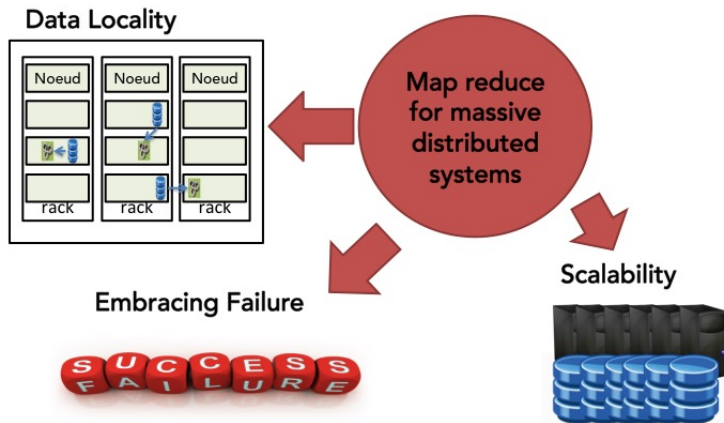 Data Locality
Noeud
Noeud
Noeud
rack
rack
rack
Map reduce
for massive
distributed
systems
Embracing Failure
SUCCESS
FAILURE
Scalability